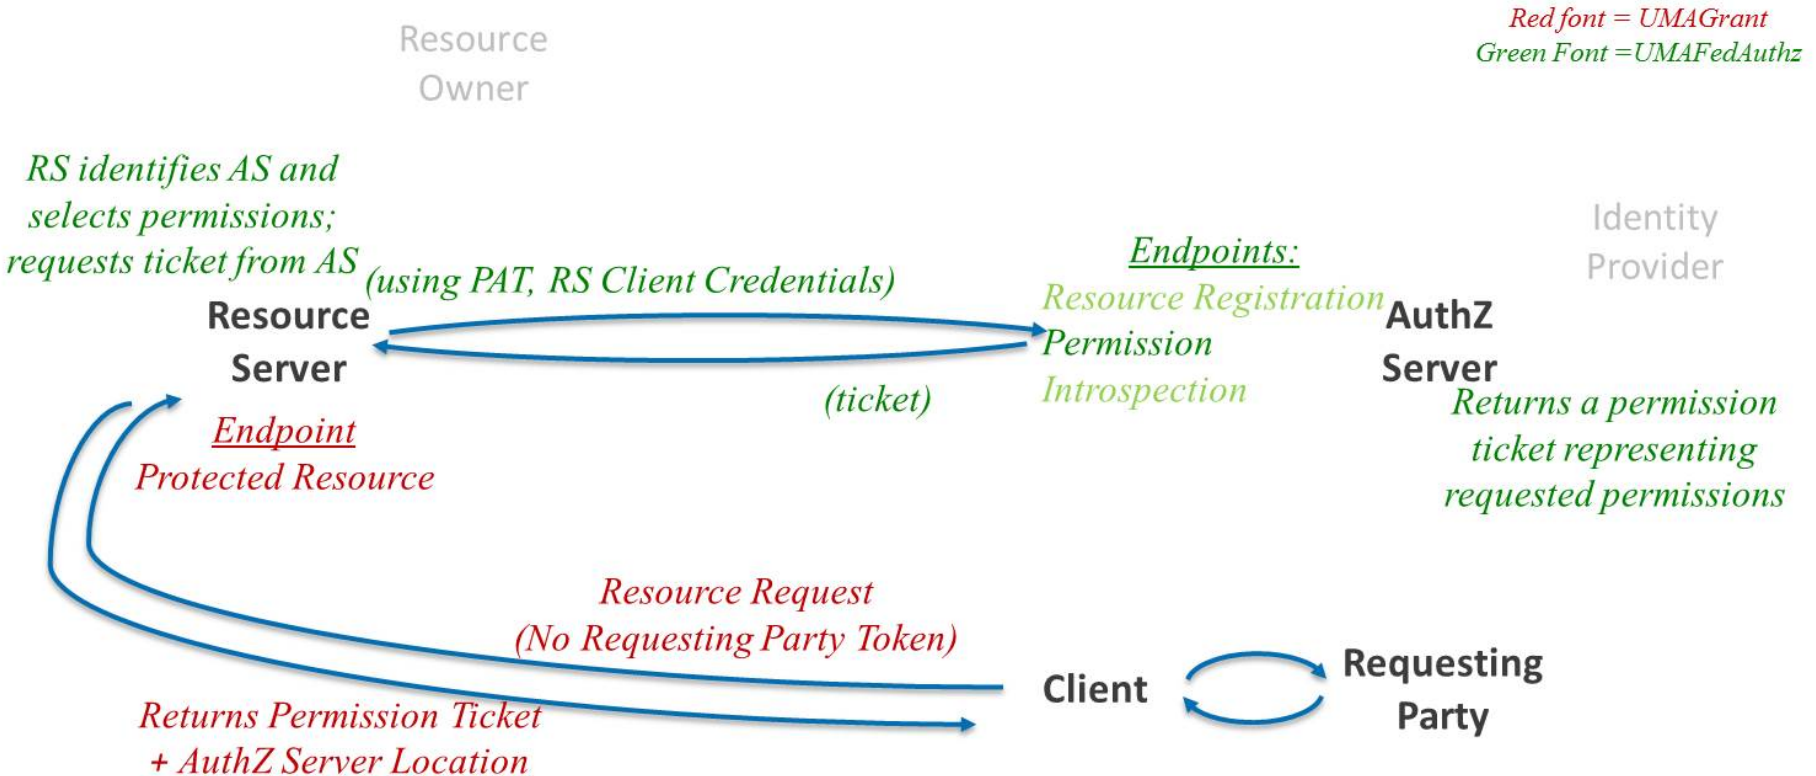 Red font = UMAGrant
Green Font =UMAFedAuthz
Resource
Owner
RS identifies AS and
selects permissions;
requests ticket from AS
(using PAT, RS Client Credentials)
Resource
Server
(ticket)
Endpoints:
Resource Registration
Permission
Introspection
Identity
Provider
AuthZ
Server
Returns a permission
ticket representing
requested permissions
Endpoint
Protected Resource
Resource Request
(No Requesting Party Token)
Returns Permission Ticket
+ AuthZ Server Location
Client
Requesting
Party